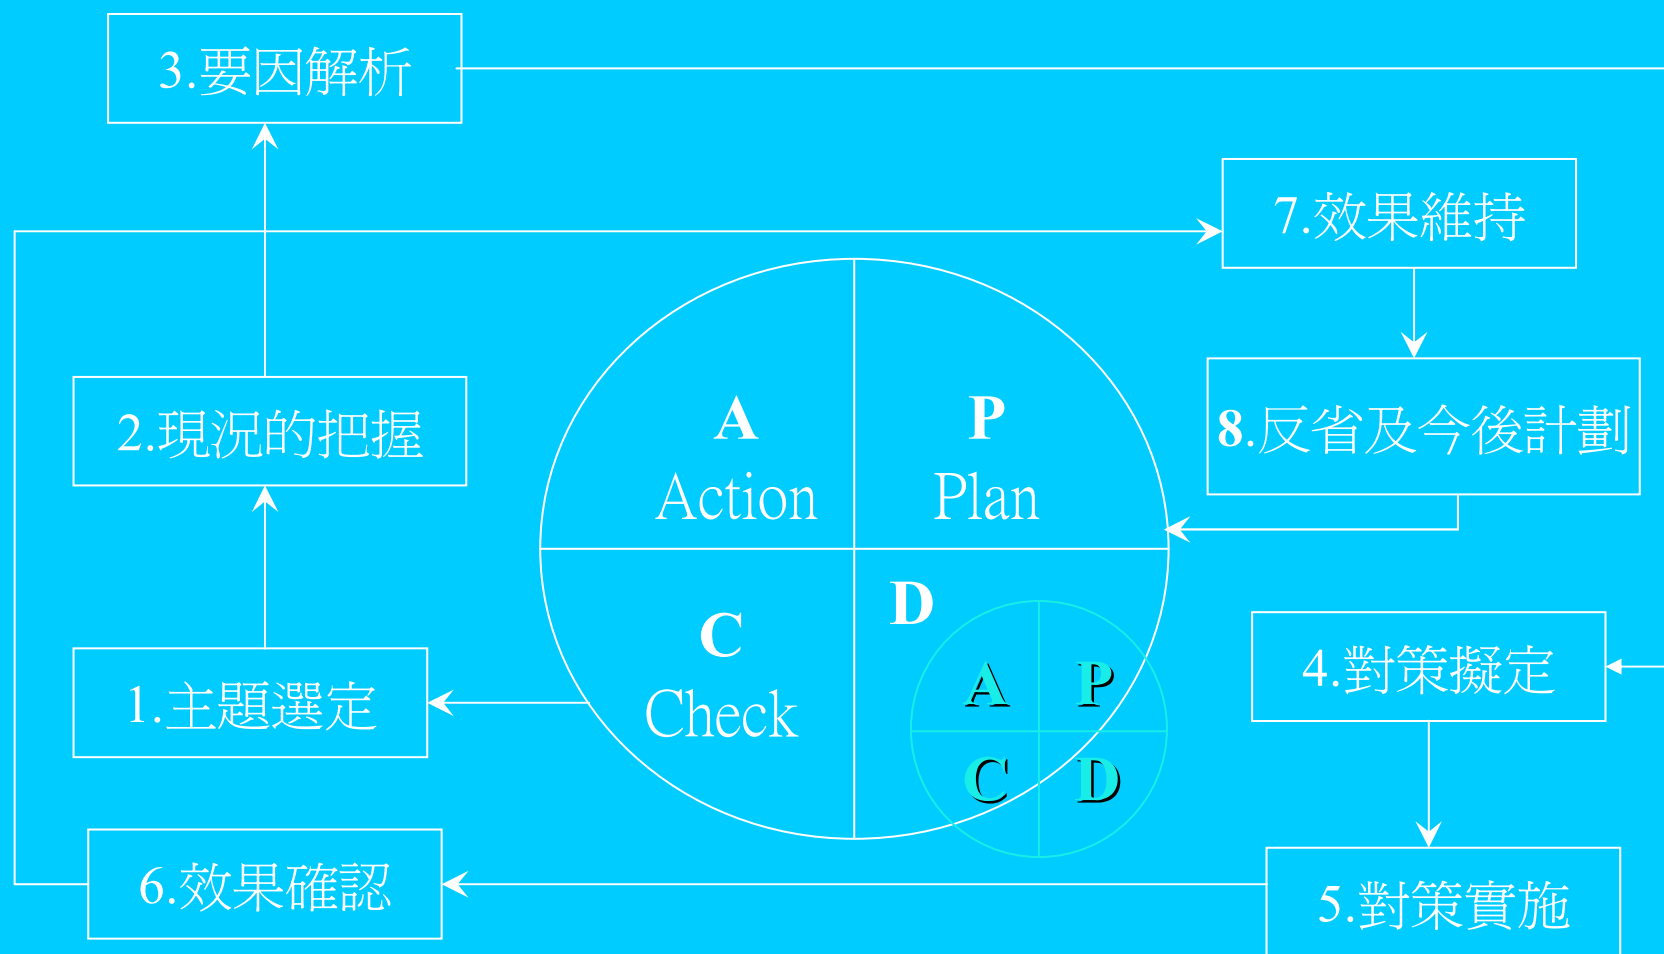 3.要因解析
7.效果維持
2.現況的把握
A
Action
P
Plan
8.反省及今後計劃
C
Check
D
A
P
C
D
1.主題選定
4.對策擬定
6.效果確認
5.對策實施